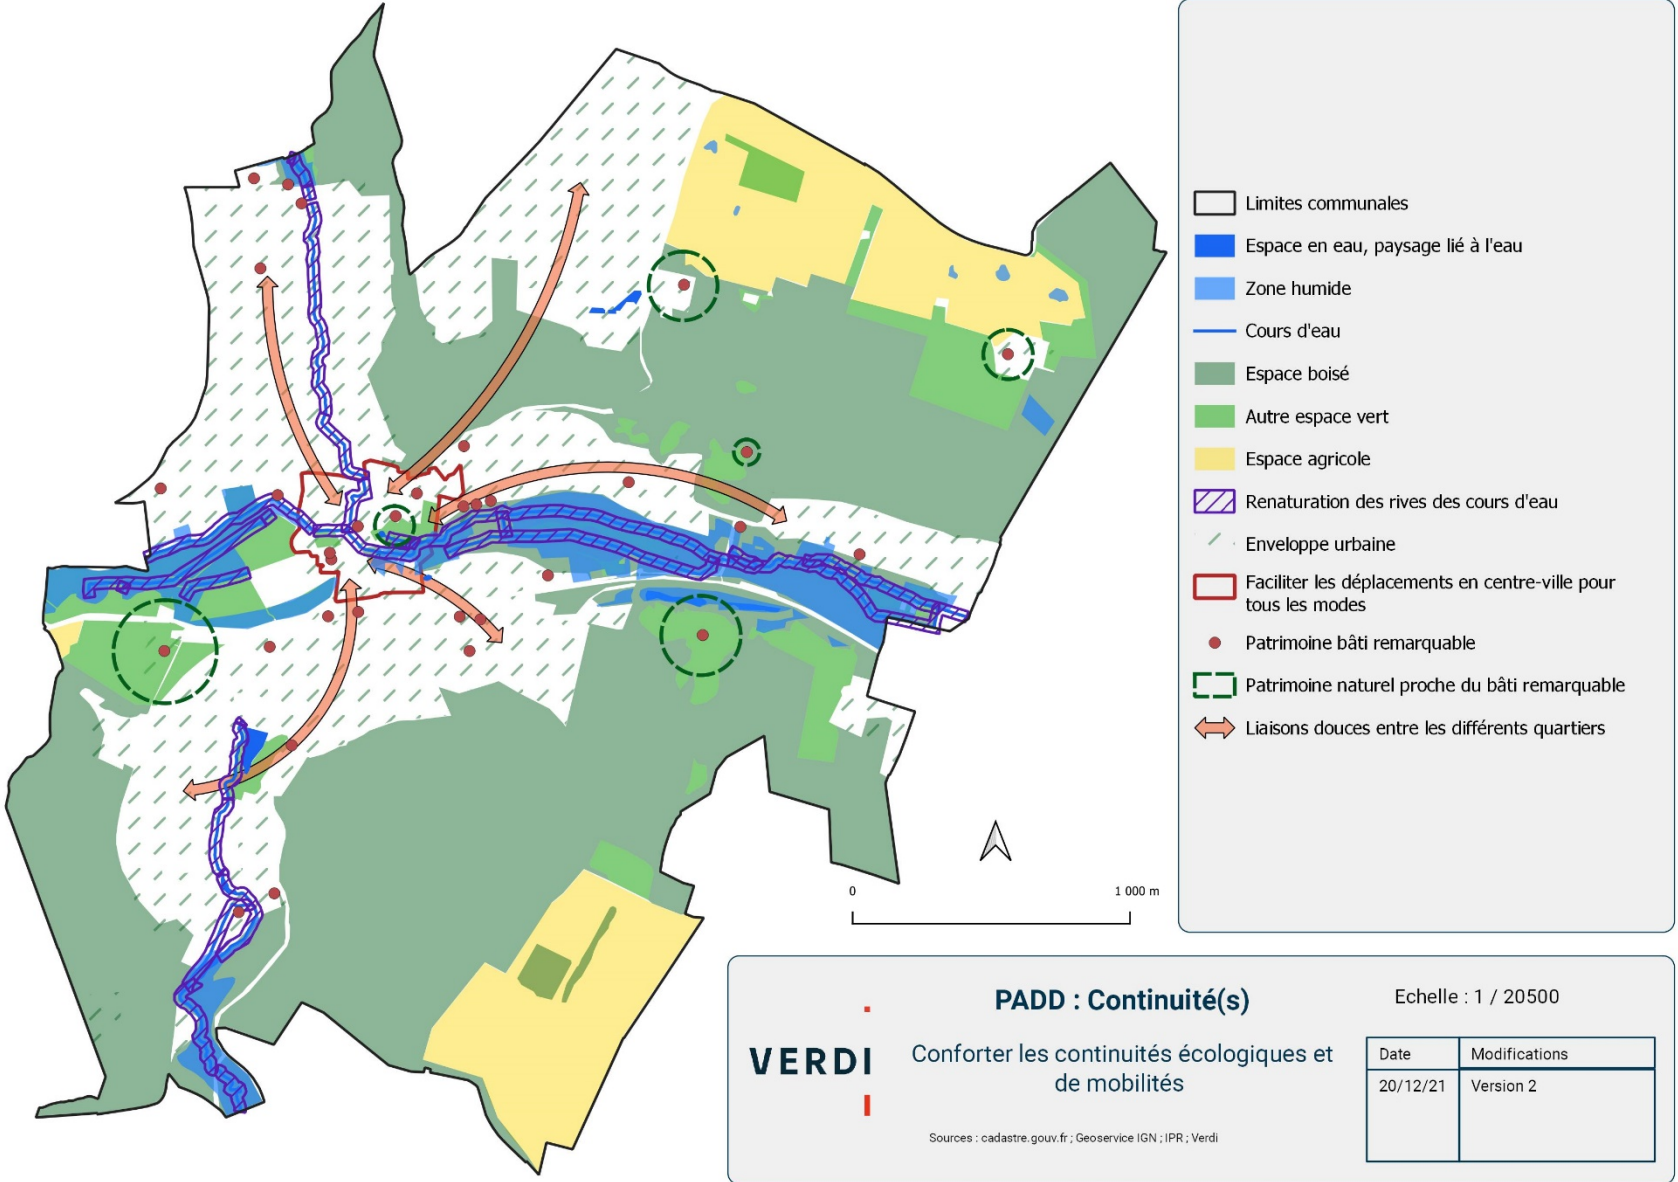 Limites communales
Espace en eau, paysage lié à l'eau
Zone humide
Cours d'eau
Espace boisé
Autre espace vert
Espace agricole
Renaturation des rives des cours d'eau
Enveloppe urbaine
Faciliter les déplacements en centre-ville pour
tous les modes
Patrimoine bâti remarquable
Patrimoine naturel proche du bâti remarquable
Liaisons douces entre les différents quartiers
0
1 000 m
VERDI
PADD : Continuité(s)
Conforter les continuités écologiques et
de mobilités
Sources : cadastre.gouv.fr ; Geoservice IGN ; IPR ; Verdi
Echelle : 1 / 20500
Date
Modifications
20/12/21
Version 2